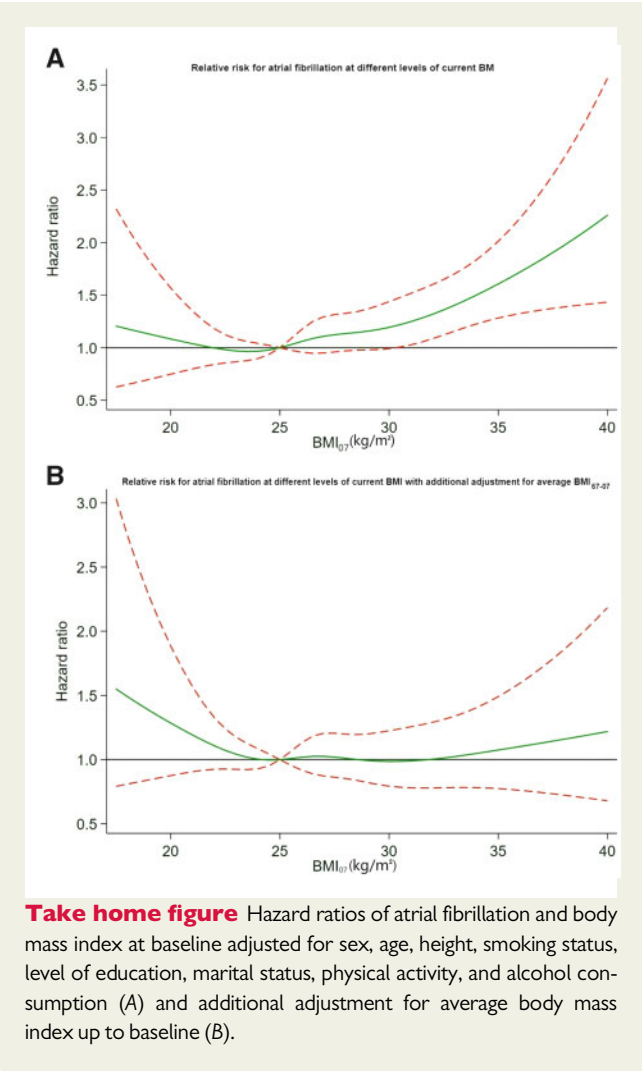 A
Relative risk for atrial fibrillation at different levels of current BM
3.5
3.0
2.5
2.0
1.5
1.0
0.5
Hazard ratio
20 25 30 35 40
BMI₀₇(kg/m²)
B
Relative risk for atrial fibrillation at different levels of current BMI with additional adjustment for average BMI₆₇₋₀₇
3.0
2.5
2.0
1.5
1.0
0.5
Hazard ratio
20 25 30 35 40
BMI₀₇(kg/m²)
Take home figure Hazard ratios of atrial fibrillation and body
mass index at baseline adjusted for sex, age, height, smoking status,
level of education, marital status, physical activity, and alcohol con-
sumption (A) and additional adjustment for average body mass
index up to baseline (B).